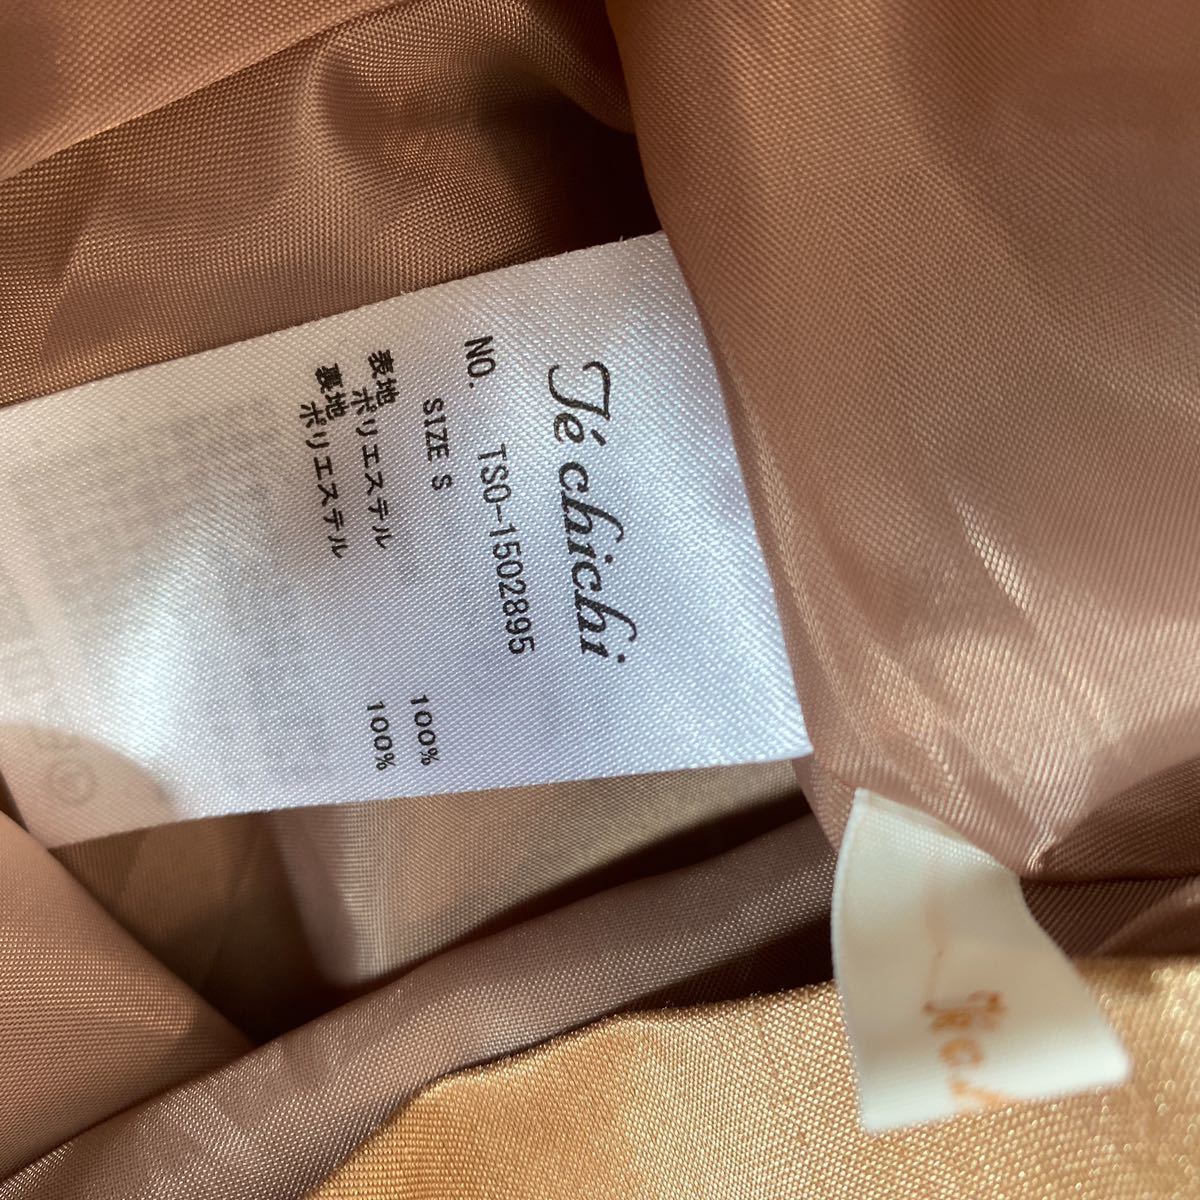 Té chichi
NO. TSO-1502895
SIZE S
表地 ポリエステル 100%
裏地 ポリエステル 100%